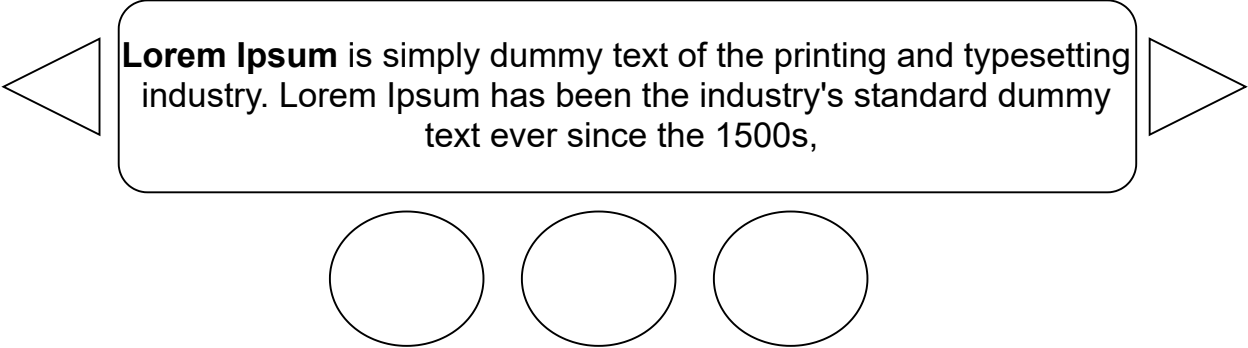 Lorem Ipsum is simply dummy text of the printing and typesetting
industry. Lorem Ipsum has been the industry's standard dummy
text ever since the 1500s,